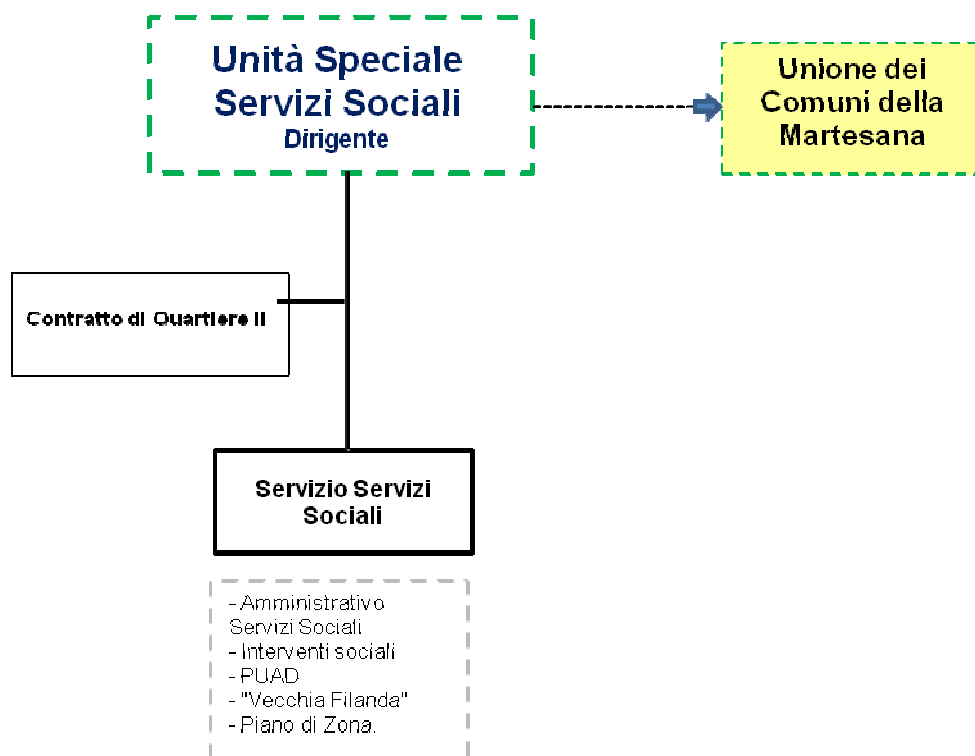 Unità Speciale
Servizi Sociali
Dirigente
Unione dei
Comuni della
Martesana
Contratto di Quartiere II
Servizio Servizi
Sociali
- Amministrativo
Servizi Sociali
- Interventi sociali
- PUAD
- "Vecchia Filanda"
- Piano di Zona.